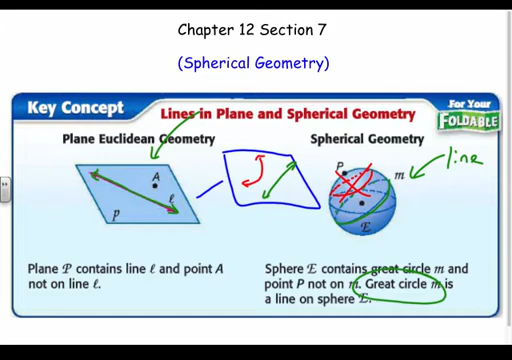 Chapter 12 Section 7
(Spherical Geometry)
Key Concept
Lines in Plane and Spherical Geometry
For Your
FOLDABLE
Plane Euclidean Geometry
Spherical Geometry
A
ℓ
p
P
m
line
E
Plane P contains line ℓ and point A
not on line ℓ.
Sphere E contains great circle m and
point P not on m. Great circle m is
a line on sphere E.